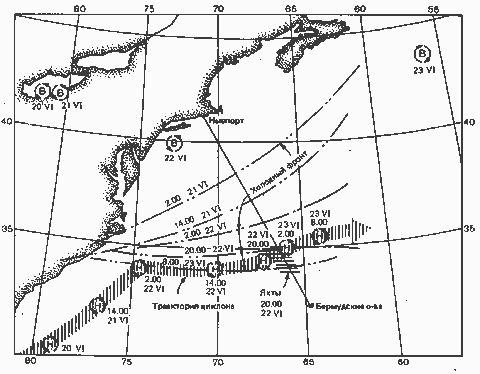 80 75 70 65 60 55
В
23 VI
В В
20 VI 21 VI
40
Ньюпорт
40
В
22 VI
Холодный фронт
2.00 21 VI
14.00 21 VI
2.00 22 VI
35
23 VI
8.00
23 VI
2.00
22 VI
20.00
35
20.00 22 VI
8.00 23 VI
Н Н Н Н Н
2.00
22 VI
14.00
22 VI
Н
14.00
21 VI
Траектория циклона
Яхты
20.00
22 VI
Бермудские о-ва
Н
20 VI
80 75 70 65 60